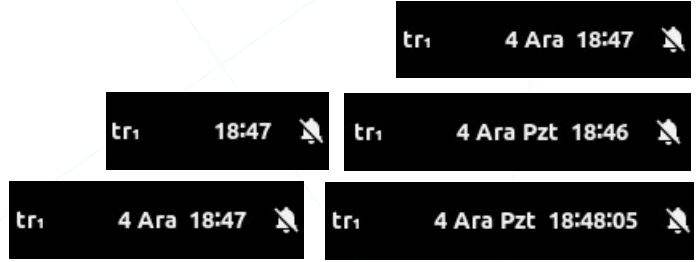 tr₁ 4 Ara 18:47
tr₁ 18:47
tr₁ 4 Ara Pzt 18:46
tr₁ 4 Ara 18:47
tr₁ 4 Ara Pzt 18:48:05